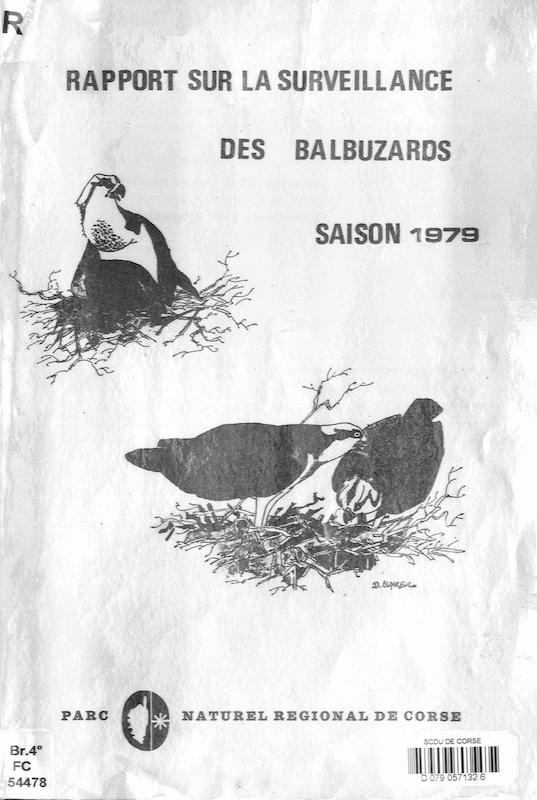 R
RAPPORT SUR LA SURVEILLANCE
DES BALBUZARDS
SAISON 1979
PARC NATUREL REGIONAL DE CORSE
Br.4°
FC
54478
SCDU DE CORSE
D 079 057132 6